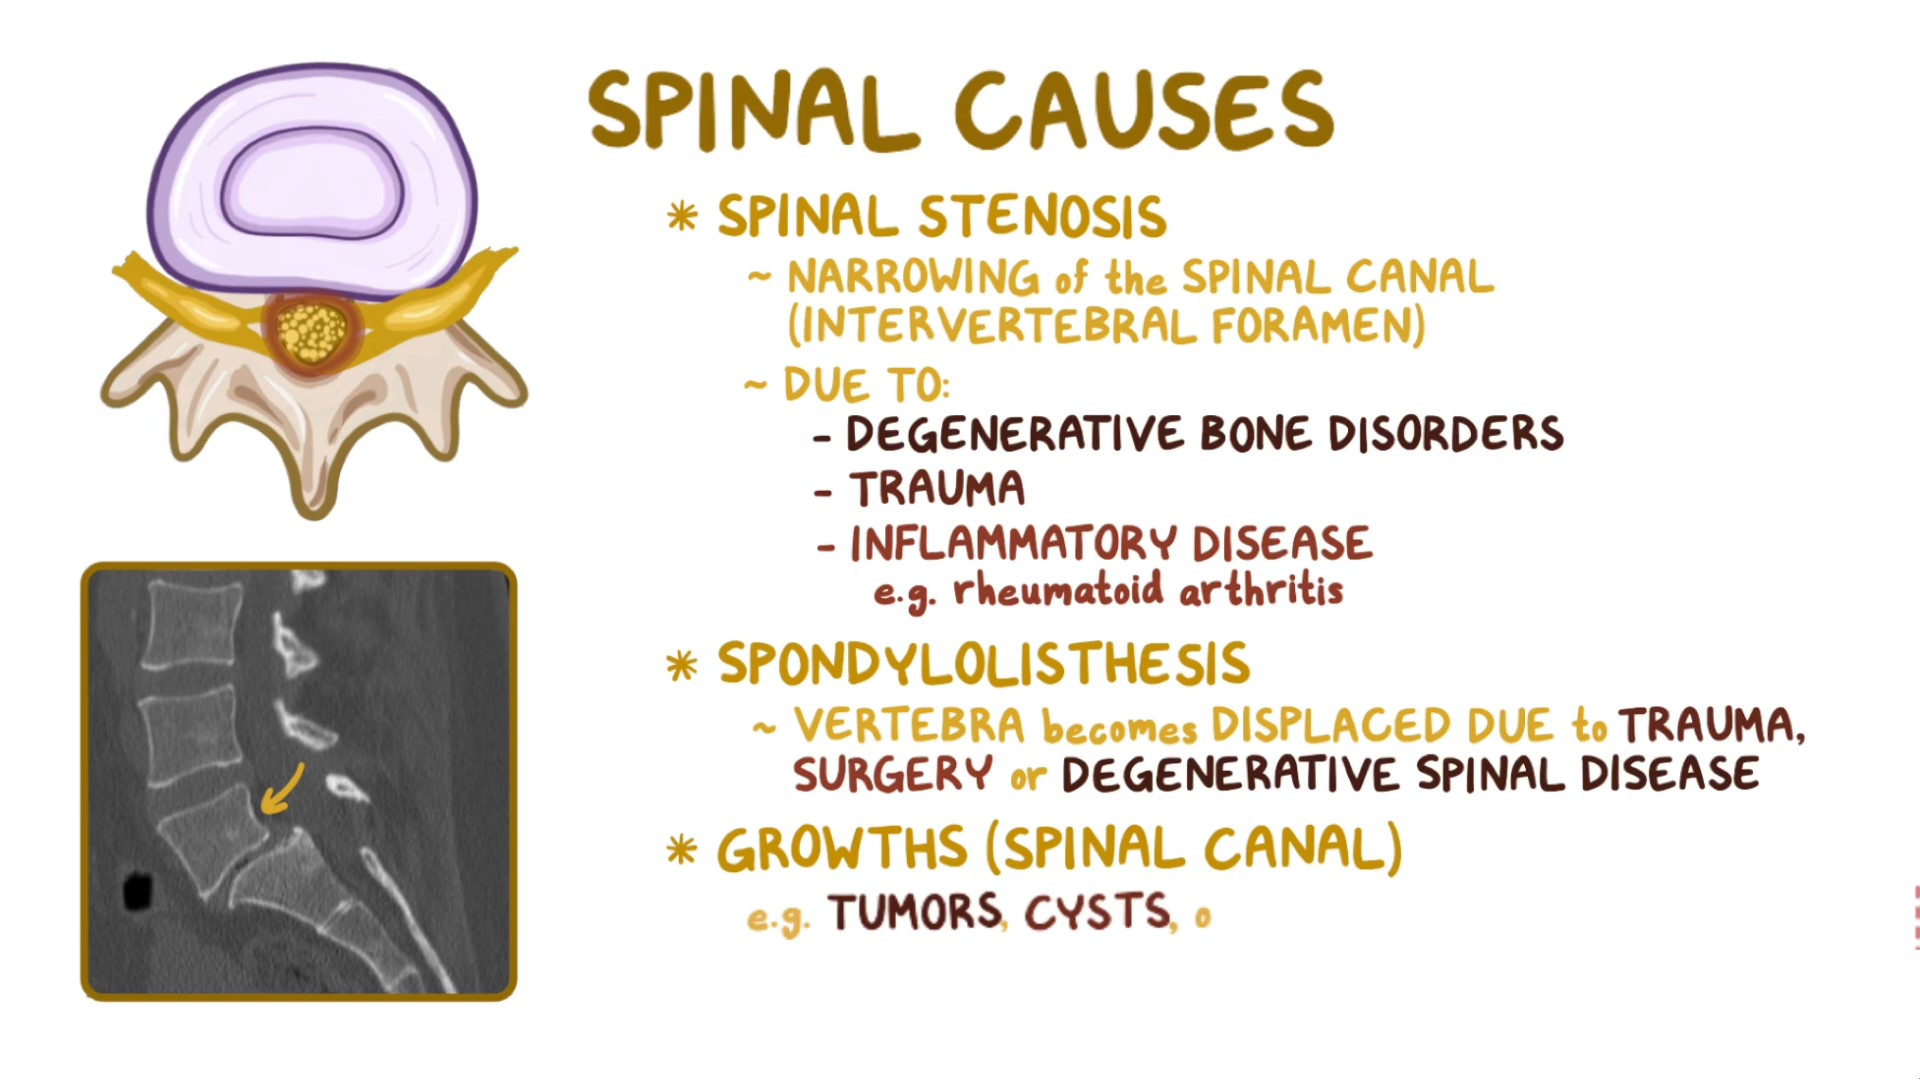 SPINAL CAUSES
* SPINAL STENOSIS
~ NARROWING of the SPINAL CANAL
(INTERVERTEBRAL FORAMEN)
~ DUE TO:
- DEGENERATIVE BONE DISORDERS
- TRAUMA
- INFLAMMATORY DISEASE
e.g. rheumatoid arthritis
* SPONDYLOLISTHESIS
~ VERTEBRA becomes DISPLACED DUE to TRAUMA,
SURGERY or DEGENERATIVE SPINAL DISEASE
* GROWTHS (SPINAL CANAL)
e.g. TUMORS, CYSTS, o